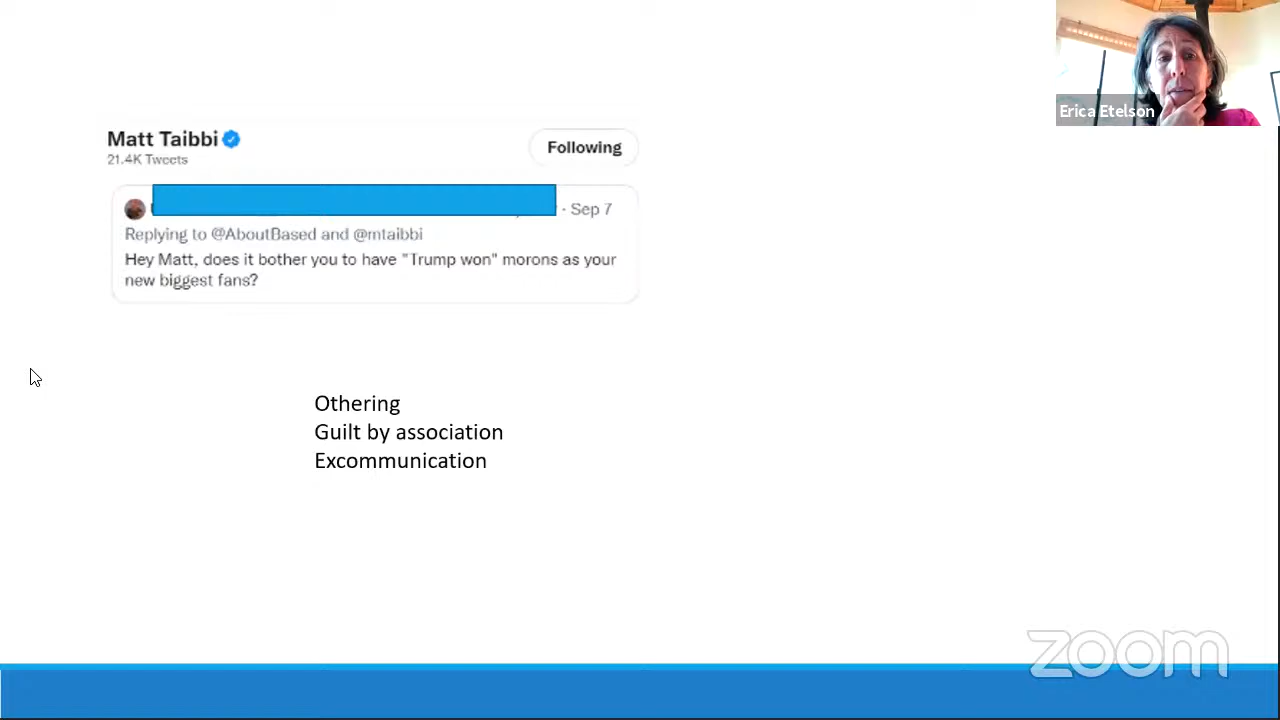 Erica Etelson
Matt Taibbi
21.4K Tweets
Following
· Sep 7
Replying to @AboutBased and @mtaibbi
Hey Matt, does it bother you to have "Trump won" morons as your
new biggest fans?
Othering
Guilt by association
Excommunication
zoom